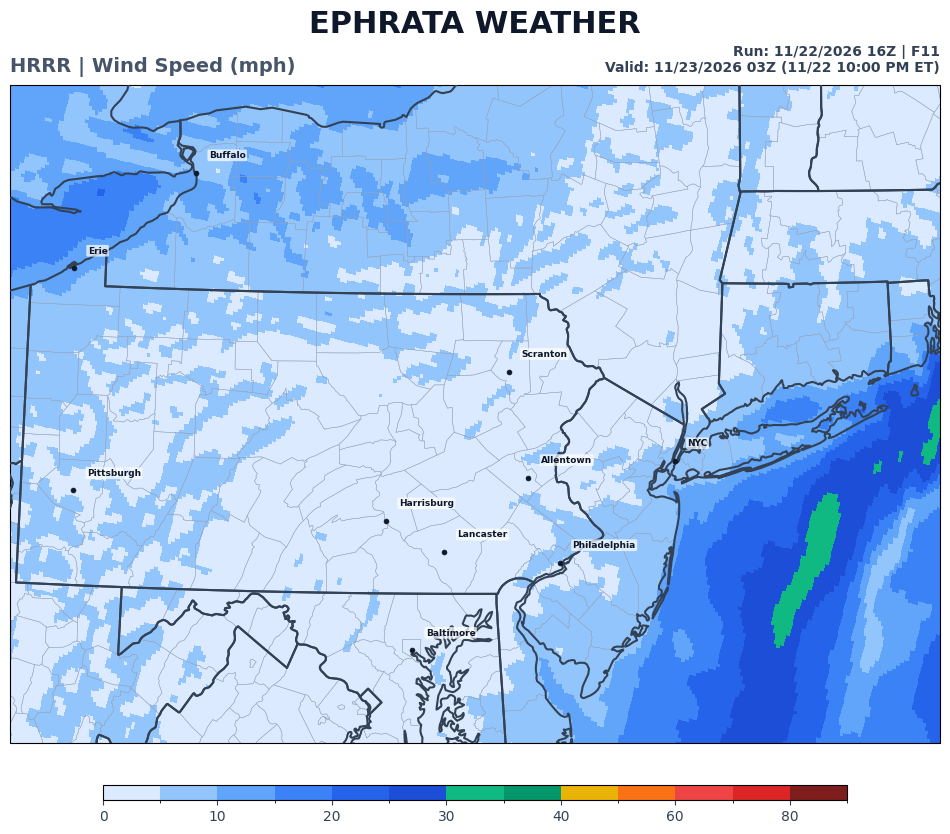 EPHRATA WEATHER
HRRR | Wind Speed (mph)
Run: 11/22/2026 16Z | F11
Valid: 11/23/2026 03Z (11/22 10:00 PM ET)
Buffalo
Erie
Scranton
NYC
Allentown
Pittsburgh
Harrisburg
Lancaster
Philadelphia
Baltimore
0 10 20 30 40 60 80